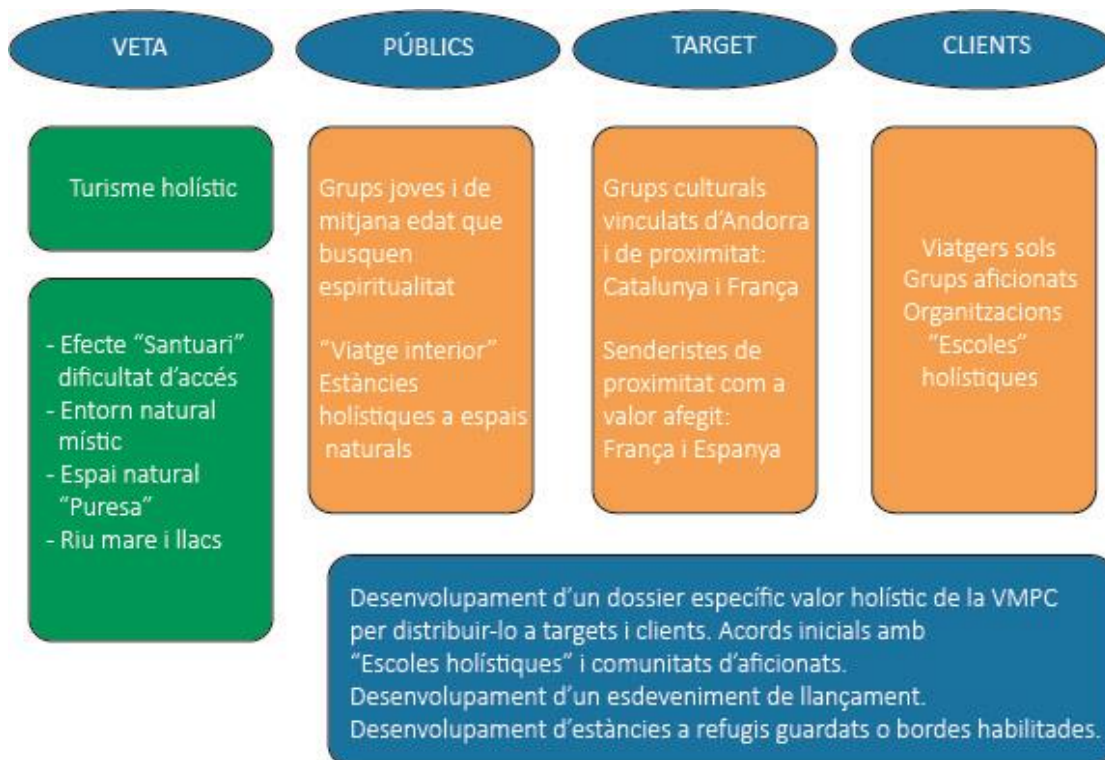 VETA
PÚBLICS
TARGET
CLIENTS
Turisme holístic
- Efecte “Santuari”
dificultat d’accés
- Entorn natural
místic
- Espai natural
“Puresa”
- Riu mare i llacs
Grups joves i de
mitjana edat que
busquen
espiritualitat
“Viatge interior”
Estàncies
holístiques a espais
naturals
Grups culturals
vinculats d’Andorra
i de proximitat:
Catalunya i França
Senderistes de
proximitat com a
valor afegit:
França i Espanya
Viatgers sols
Grups aficionats
Organitzacions
“Escoles”
holístiques
Desenvolupament d’un dossier específic valor holístic de la VMPC
per distribuir-lo a targets i clients. Acords inicials amb
“Escoles holístiques” i comunitats d’aficionats.
Desenvolupament d’un esdeveniment de llançament.
Desenvolupament d’estàncies a refugis guardats o bordes habilitades.